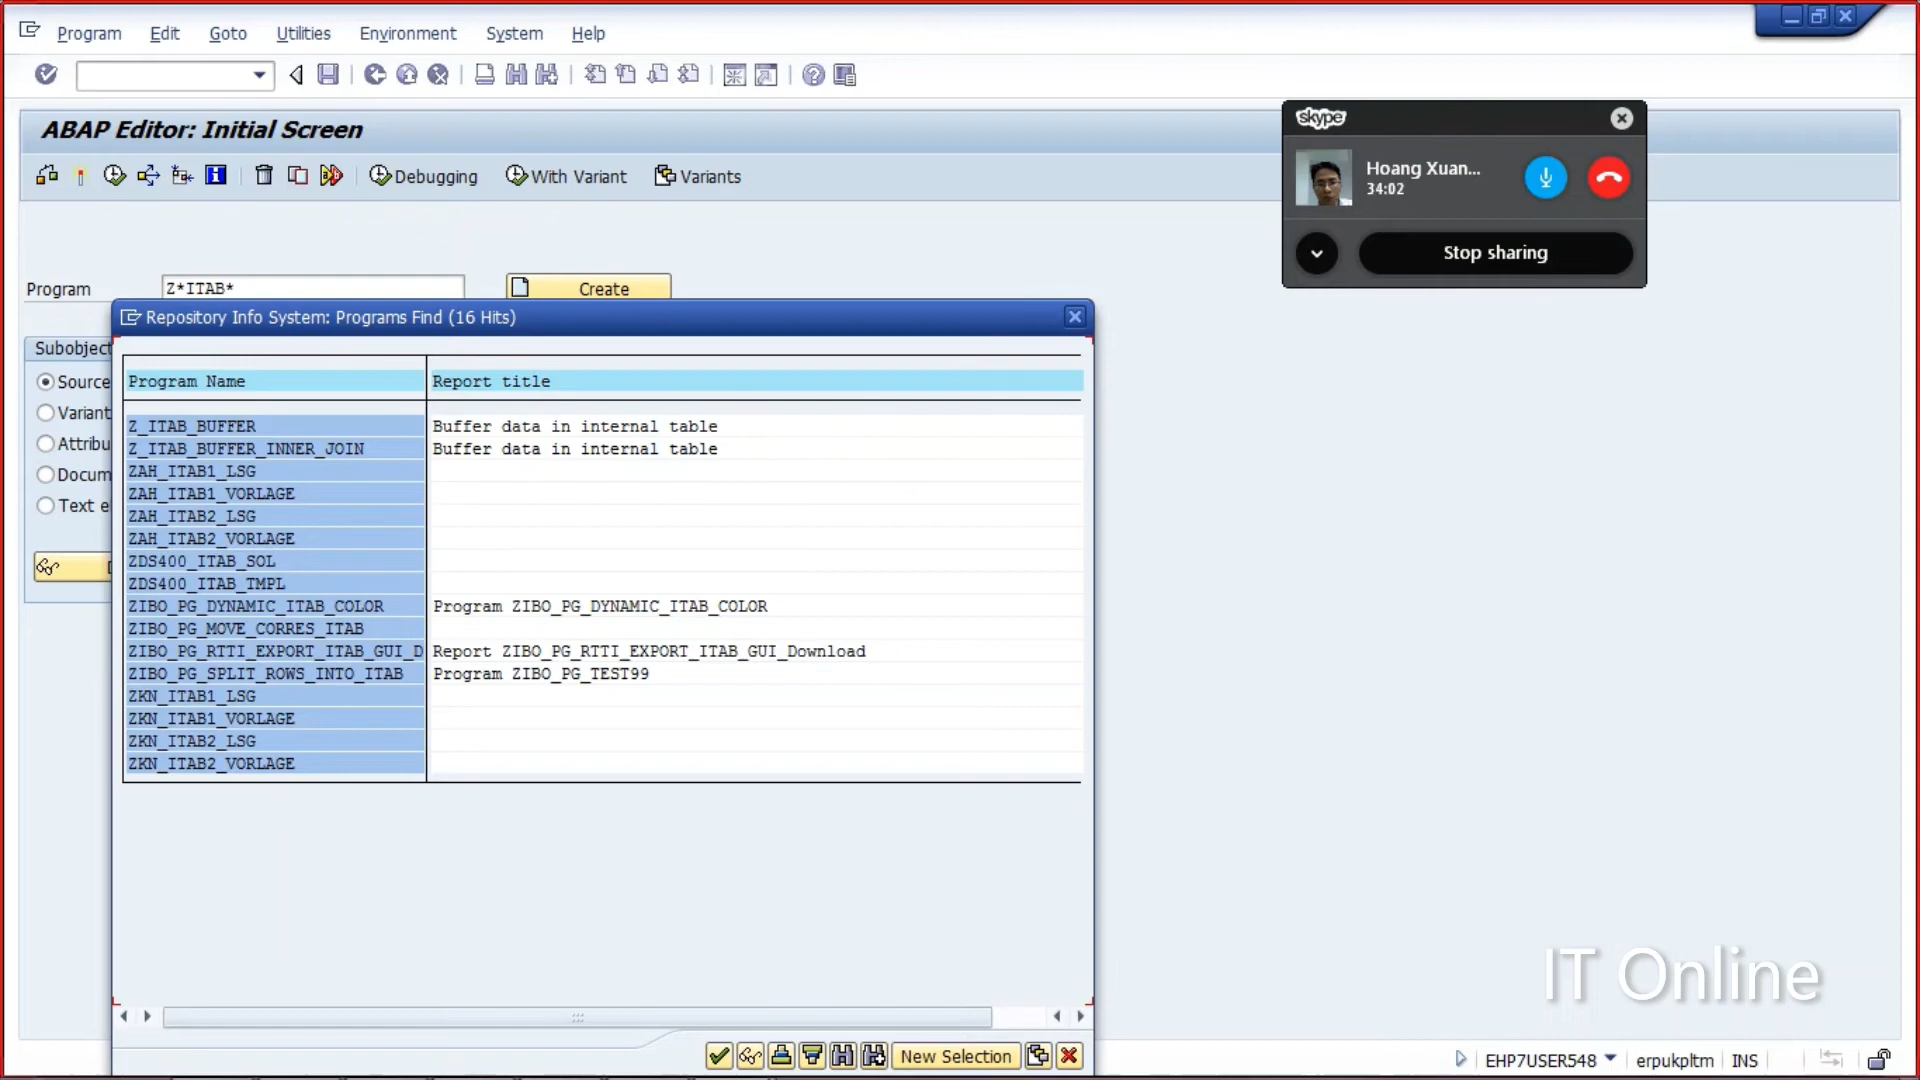 Program Edit Goto Utilities Environment System Help
ABAP Editor: Initial Screen
Debugging With Variant Variants
skype
Hoang Xuan...
34:02
Stop sharing
Program Z*ITAB* Create
Repository Info System: Programs Find (16 Hits)
Subobject
Source
Variant
Attribu
Docum
Text e
Program Name Report title
Z_ITAB_BUFFER Buffer data in internal table
Z_ITAB_BUFFER_INNER_JOIN Buffer data in internal table
ZAH_ITAB1_LSG
ZAH_ITAB1_VORLAGE
ZAH_ITAB2_LSG
ZAH_ITAB2_VORLAGE
ZDS400_ITAB_SOL
ZDS400_ITAB_TMPL
ZIBO_PG_DYNAMIC_ITAB_COLOR Program ZIBO_PG_DYNAMIC_ITAB_COLOR
ZIBO_PG_MOVE_CORRES_ITAB
ZIBO_PG_RTTI_EXPORT_ITAB_GUI_D Report ZIBO_PG_RTTI_EXPORT_ITAB_GUI_Download
ZIBO_PG_SPLIT_ROWS_INTO_ITAB Program ZIBO_PG_TEST99
ZKN_ITAB1_LSG
ZKN_ITAB1_VORLAGE
ZKN_ITAB2_LSG
ZKN_ITAB2_VORLAGE
IT Online
New Selection
EHP7USER548 erpukpltm INS